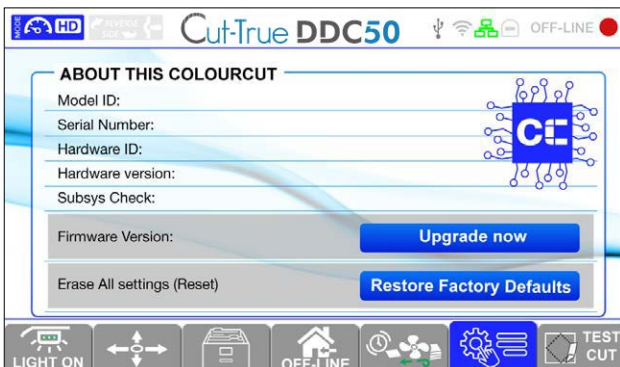 MODE HD REVERSE SIDE Cut-True DDC50 OFF-LINE
ABOUT THIS COLOURCUT
Model ID:
Serial Number:
Hardware ID:
Hardware version:
Subsys Check:
CE
Firmware Version: Upgrade now
Erase All settings (Reset) Restore Factory Defaults
LIGHT ON OFF-LINE TEST CUT